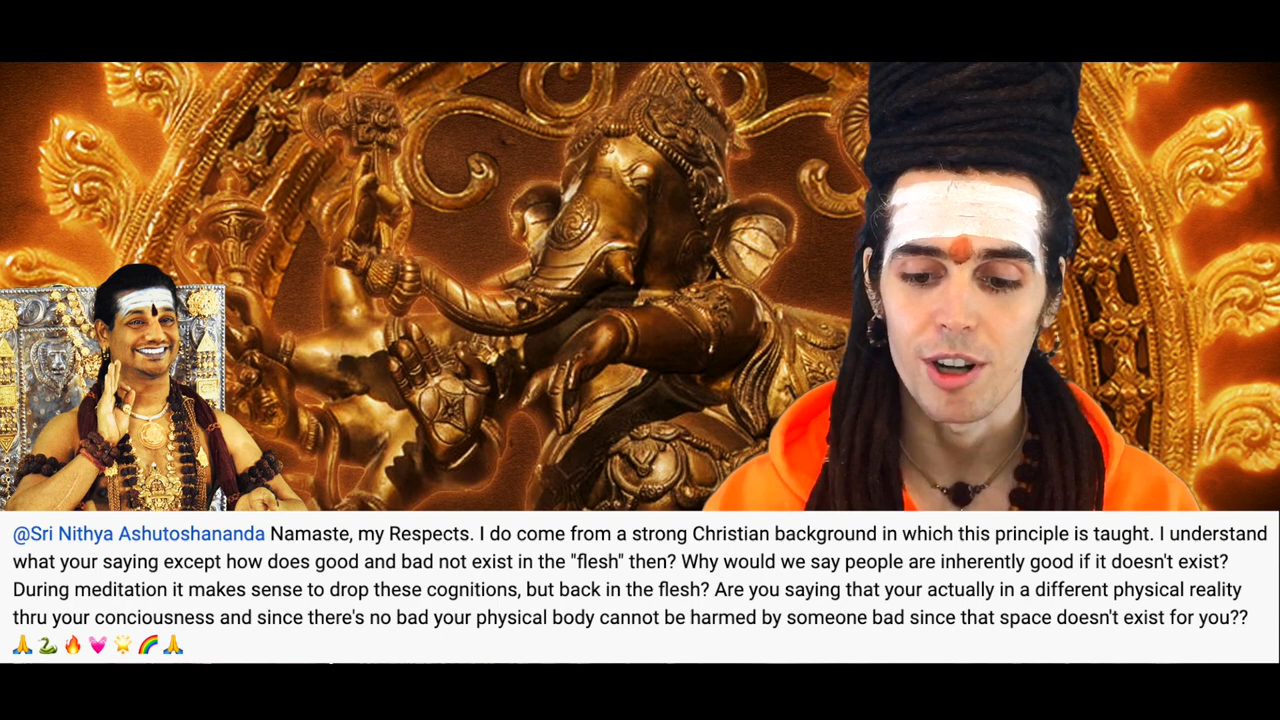 @Sri Nithya Ashutoshananda Namaste, my Respects. I do come from a strong Christian background in which this principle is taught. I understand
what your saying except how does good and bad not exist in the "flesh" then? Why would we say people are inherently good if it doesn't exist?
During meditation it makes sense to drop these cognitions, but back in the flesh? Are you saying that your actually in a different physical reality
thru your conciousness and since there's no bad your physical body cannot be harmed by someone bad since that space doesn't exist for you??
🙏🐍🔥💓🌟🌈🙏